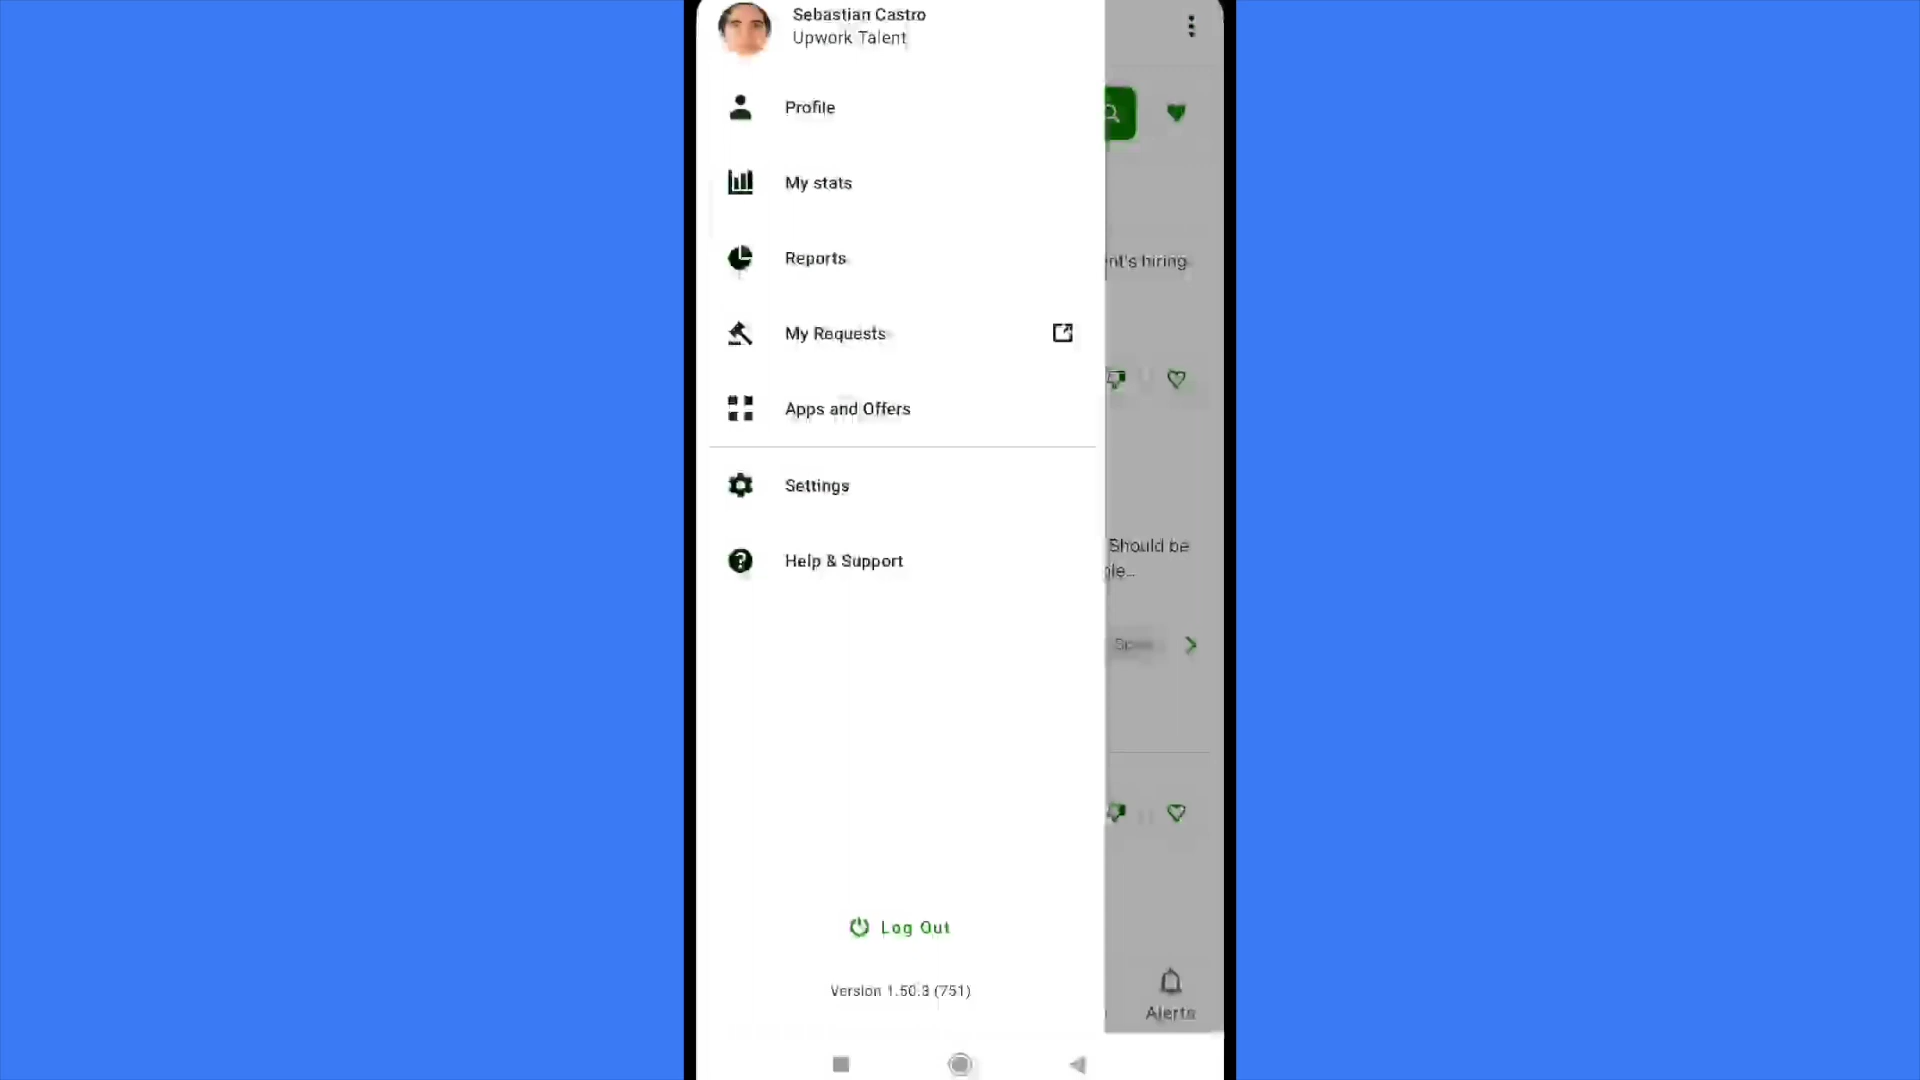 Sebastian Castro
Upwork Talent
Profile
My stats
Reports
My Requests
Apps and Offers
Settings
Help & Support
Log Out
Version 1.50.3 (751)
nt's hiring
Should be
gle...
Alerts